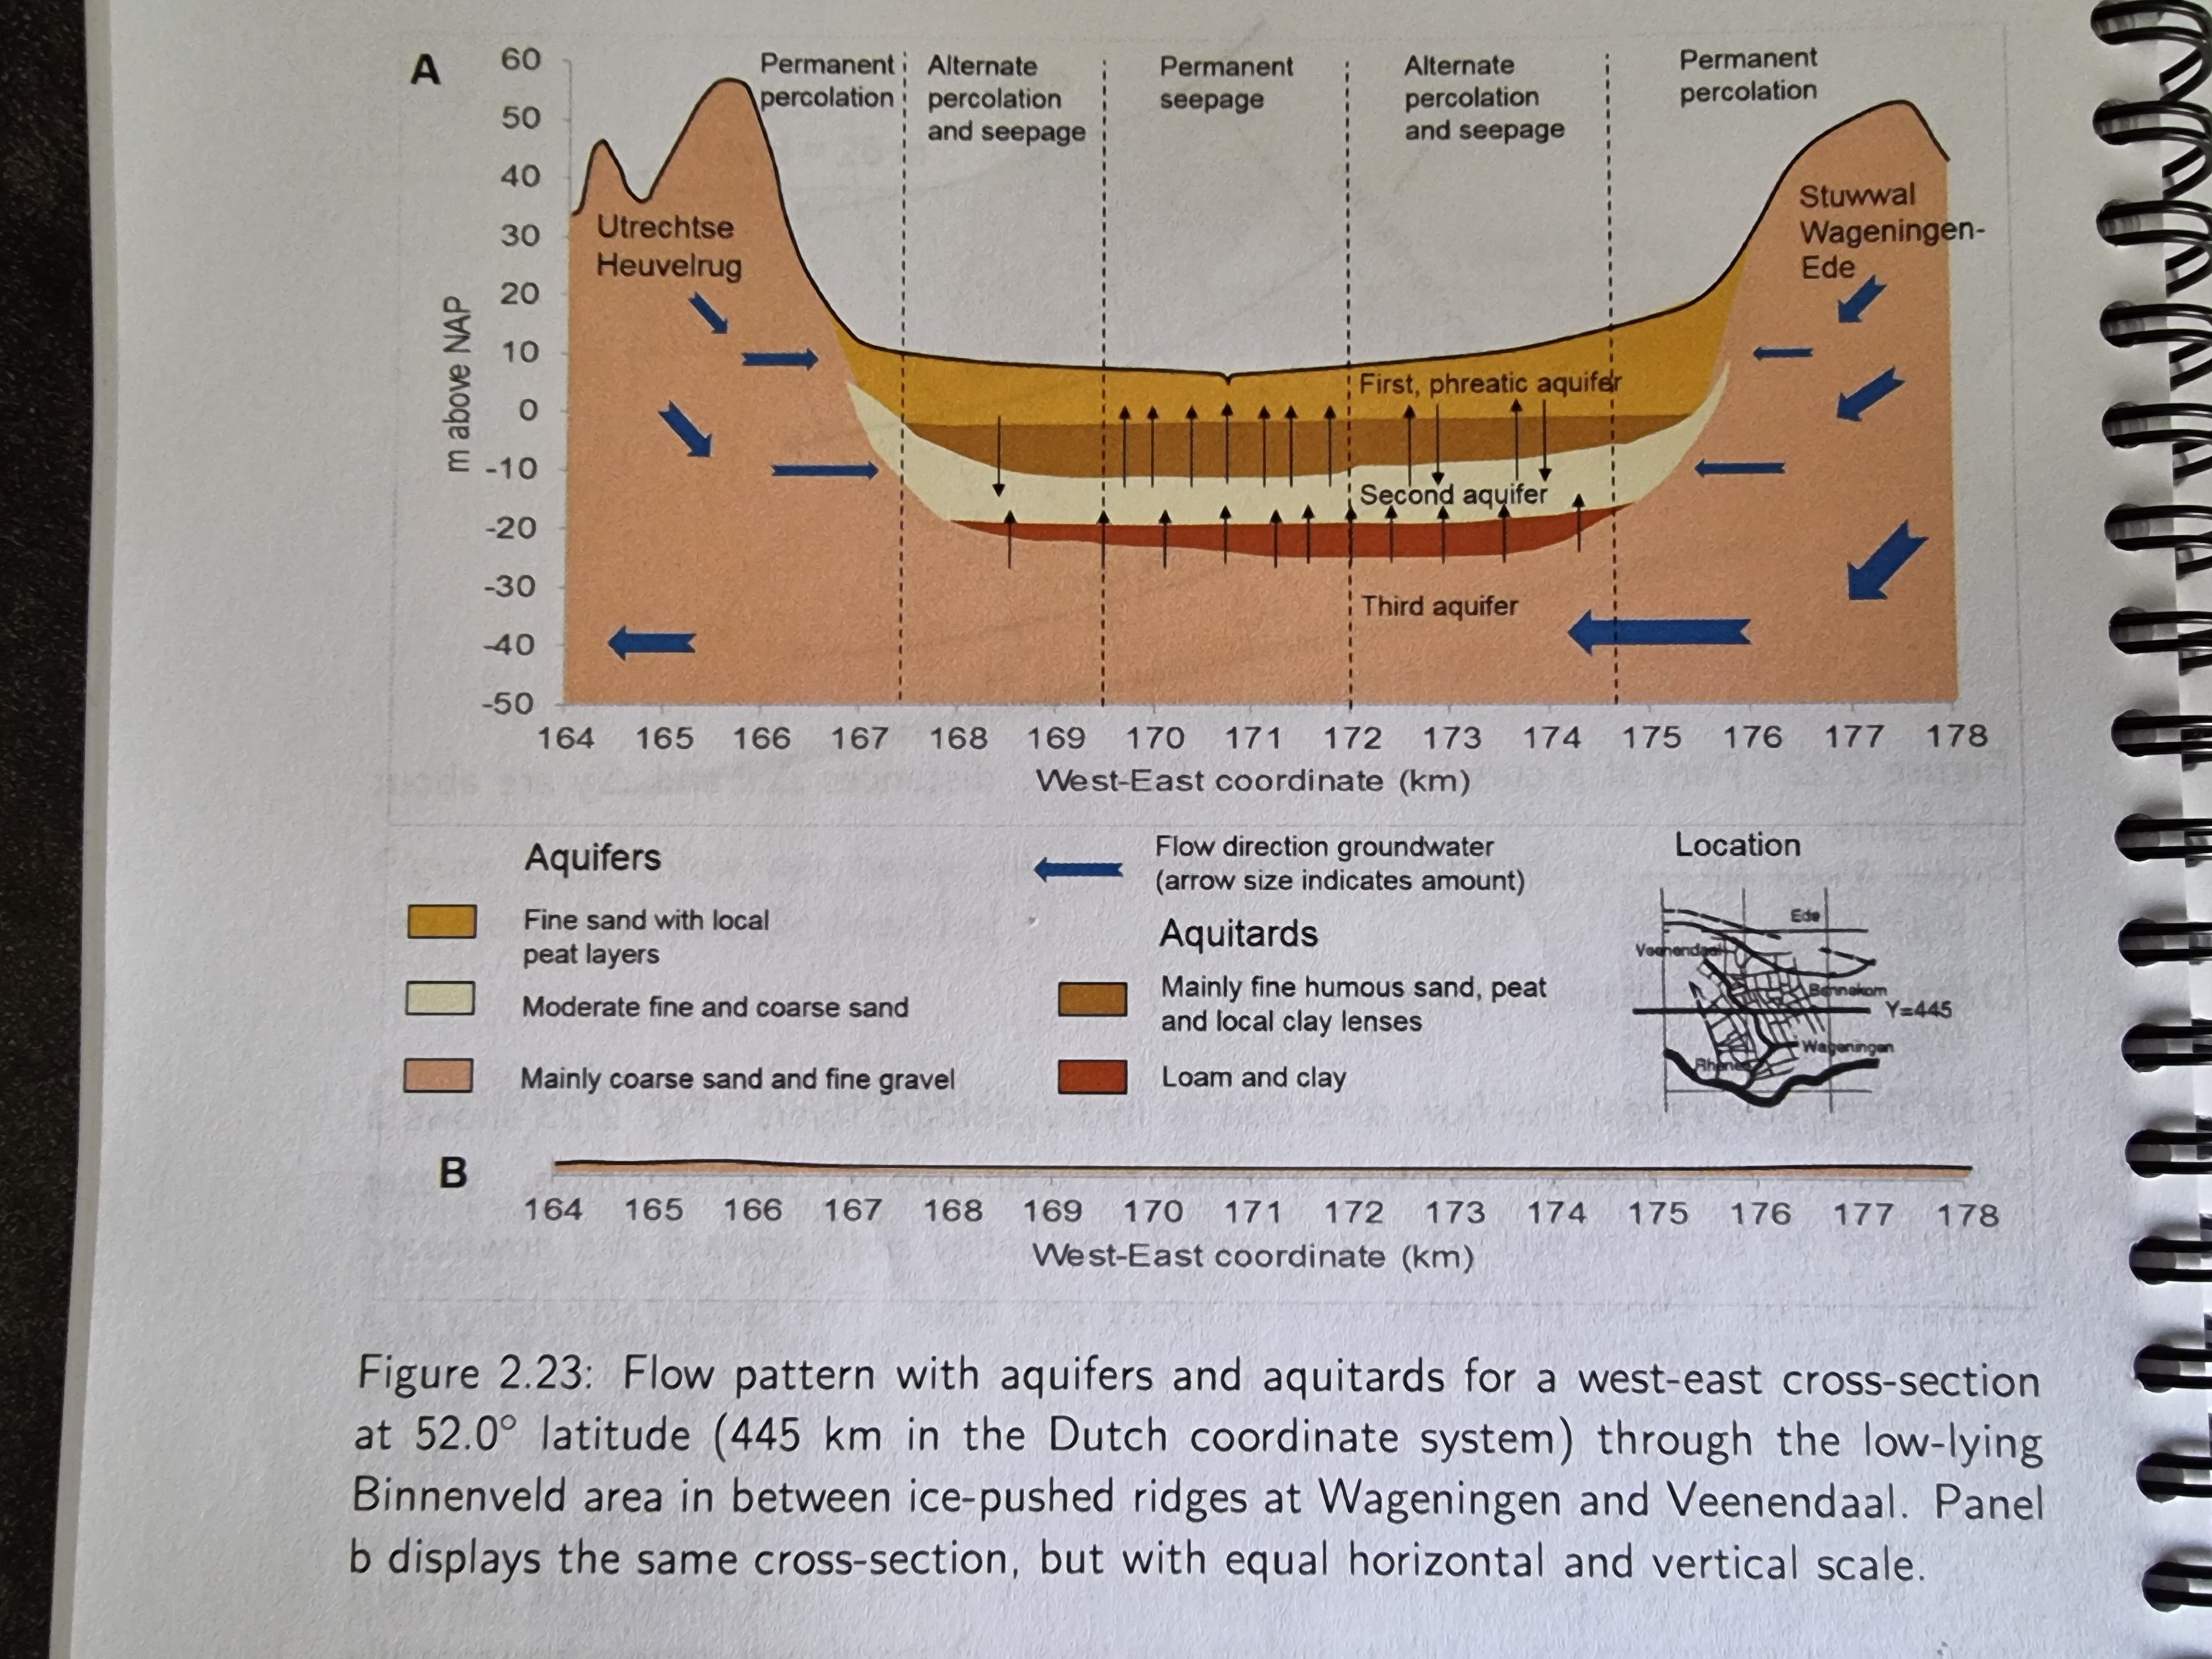 A
60
50
40
30
20
10
0
-10
-20
-30
-40
-50
m above NAP
Permanent
percolation
Alternate
percolation
and seepage
Permanent
seepage
Alternate
percolation
and seepage
Permanent
percolation
Utrechtse
Heuvelrug
Stuwwal
Wageningen-
Ede
First, phreatic aquifer
Second aquifer
Third aquifer
164 165 166 167 168 169 170 171 172 173 174 175 176 177 178
West-East coordinate (km)
Aquifers
Fine sand with local
peat layers
Moderate fine and coarse sand
Mainly coarse sand and fine gravel
Flow direction groundwater
(arrow size indicates amount)
Aquitards
Mainly fine humous sand, peat
and local clay lenses
Loam and clay
Location
Ede
Veenendaal
Bennekom
Y=445
Wageningen
Rhenen
B
164 165 166 167 168 169 170 171 172 173 174 175 176 177 178
West-East coordinate (km)
Figure 2.23: Flow pattern with aquifers and aquitards for a west-east cross-section
at 52.0° latitude (445 km in the Dutch coordinate system) through the low-lying
Binnenveld area in between ice-pushed ridges at Wageningen and Veenendaal. Panel
b displays the same cross-section, but with equal horizontal and vertical scale.